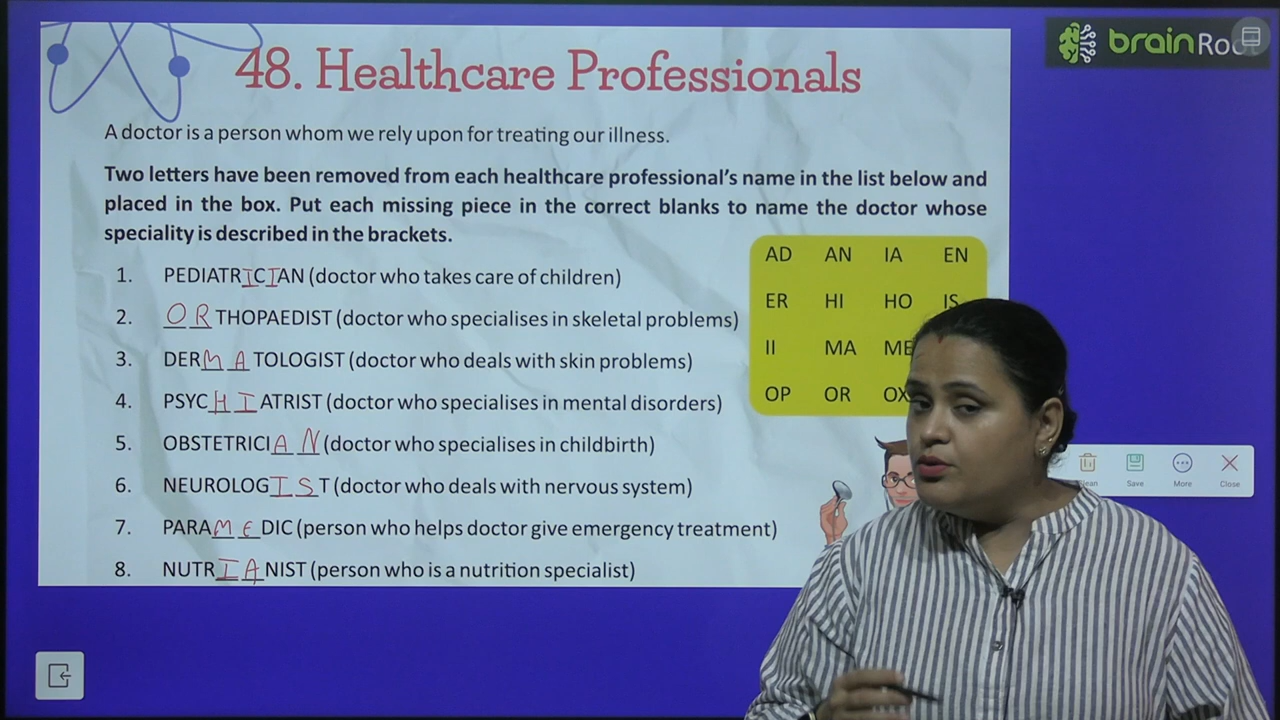 brainRoo
48. Healthcare Professionals
A doctor is a person whom we rely upon for treating our illness.
Two letters have been removed from each healthcare professional's name in the list below and
placed in the box. Put each missing piece in the correct blanks to name the doctor whose
speciality is described in the brackets.
1. PEDIATRICIAN (doctor who takes care of children)
2. ORTHOPAEDIST (doctor who specialises in skeletal problems)
3. DERMATOLOGIST (doctor who deals with skin problems)
4. PSYCHIATRIST (doctor who specialises in mental disorders)
5. OBSTETRICIAN (doctor who specialises in childbirth)
6. NEUROLOGIST (doctor who deals with nervous system)
7. PARAMEDIC (person who helps doctor give emergency treatment)
8. NUTRIANIST (person who is a nutrition specialist)
AD AN IA EN
ER HI HO IS
II MA ME
OP OR OX
Save More Close